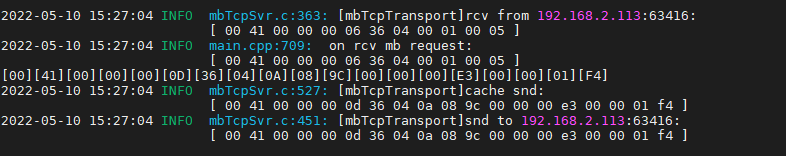 2022-05-10 15:27:04 INFO  mbTcpSvr.c:363: [mbTcpTransport]rcv from 192.168.2.113:63416:
[ 00 41 00 00 00 06 36 04 00 01 00 05 ]
2022-05-10 15:27:04 INFO  main.cpp:709:  on rcv mb request:
[ 00 41 00 00 00 06 36 04 00 01 00 05 ]
[00][41][00][00][00][0D][36][04][0A][08][9C][00][00][00][E3][00][00][01][F4]
2022-05-10 15:27:04 INFO  mbTcpSvr.c:527: [mbTcpTransport]cache snd:
[ 00 41 00 00 00 0d 36 04 0a 08 9c 00 00 00 e3 00 00 01 f4 ]
2022-05-10 15:27:04 INFO  mbTcpSvr.c:451: [mbTcpTransport]snd to 192.168.2.113:63416:
[ 00 41 00 00 00 0d 36 04 0a 08 9c 00 00 00 e3 00 00 01 f4 ]